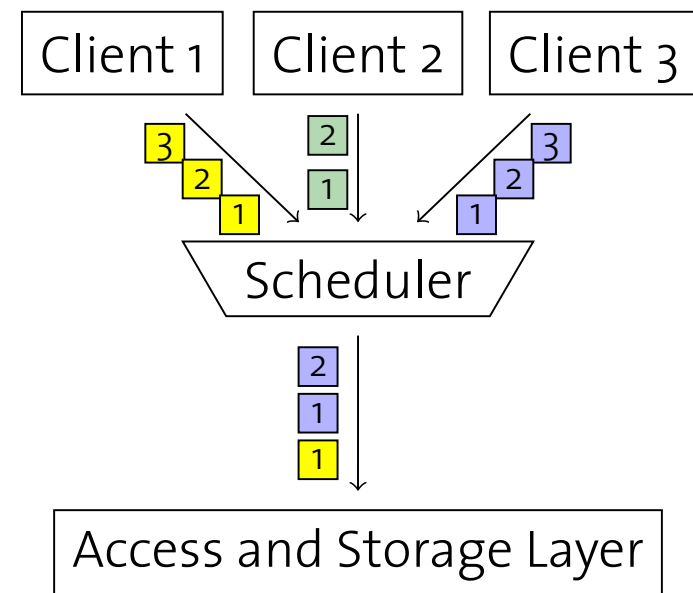 Client 1 Client 2 Client 3
3 2 3
2 1 2
1 1
Scheduler
2
1
1
Access and Storage Layer